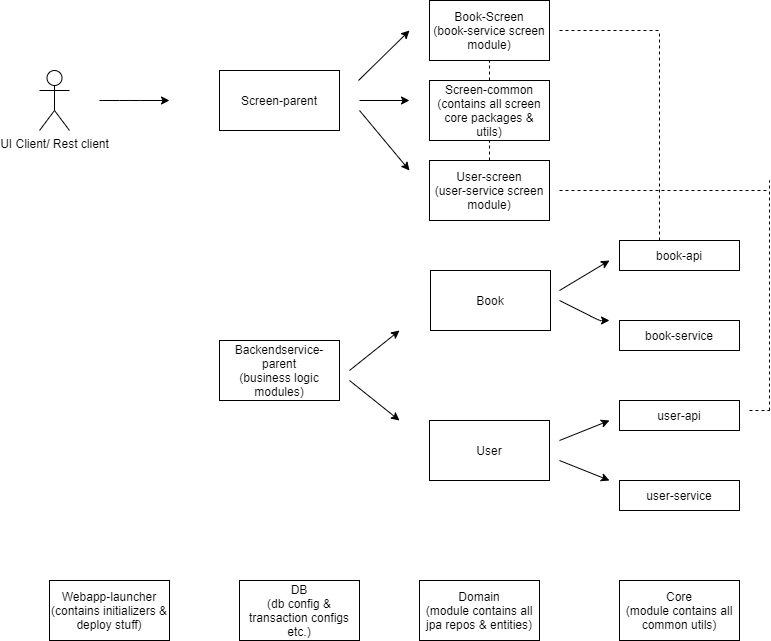 Book-Screen
(book-service screen
module)
UI Client/ Rest client
Screen-parent
Screen-common
(contains all screen
core packages &
utils)
User-screen
(user-service screen
module)
book-api
Book
book-service
Backendservice-
parent
(business logic
modules)
user-api
User
user-service
Webapp-launcher
(contains initializers &
deploy stuff)
DB
(db config &
transaction configs
etc.)
Domain
(module contains all
jpa repos & entities)
Core
(module contains all
common utils)